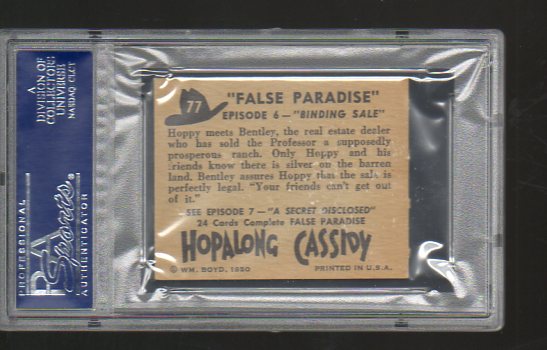 77
"FALSE PARADISE"
EPISODE 6—"BINDING SALE"
Hoppy meets Bentley, the real estate dealer
who has sold the Professor a supposedly
prosperous ranch. Only Hoppy and his
friends know there is silver on the barren
land. Bentley assures Hoppy that the sale is
perfectly legal. "Your friends can't get out
of it."
SEE EPISODE 7—"A SECRET DISCLOSED"
24 Cards Complete FALSE PARADISE
HOPALONG CASSIDY
© WM. BOYD, 1950
PRINTED IN U.S.A.
A
DIVISION OF
COLLECTORS
UNIVERSE
NASDAQ: CLCT
PSA
Sports
PROFESSIONAL
AUTHENTICATOR